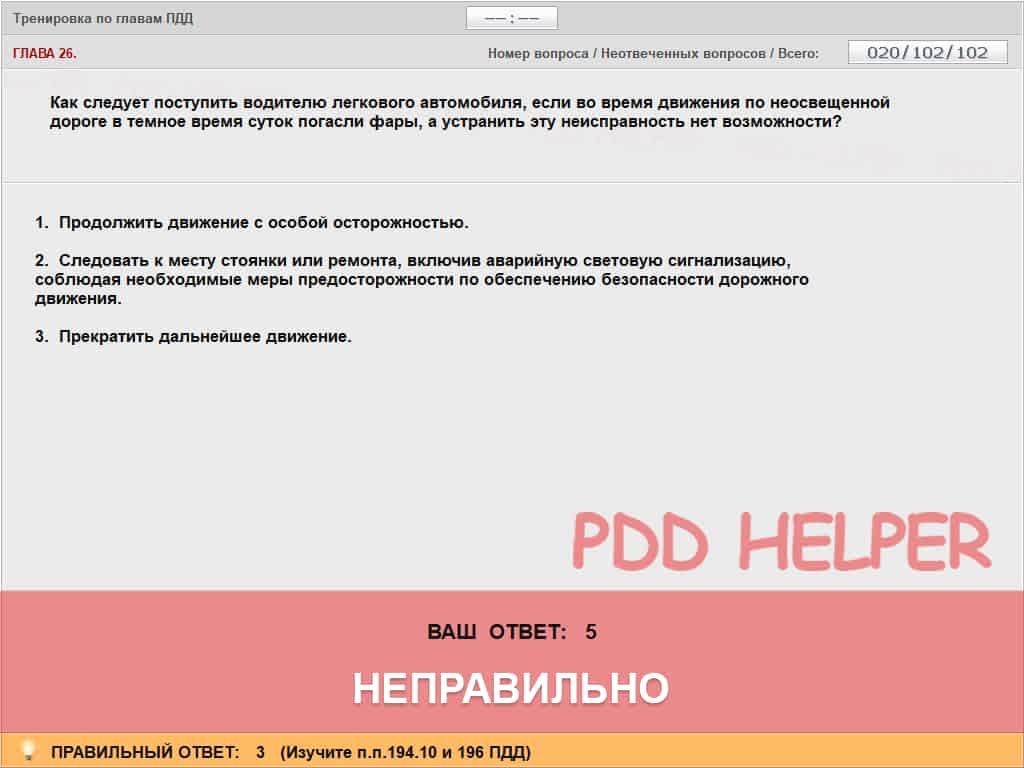 Тренировка по главам ПДД
–– : ––
ГЛАВА 26.
Номер вопроса / Неотвеченных вопросов / Всего:
020/102/102
Как следует поступить водителю легкового автомобиля, если во время движения по неосвещенной
дороге в темное время суток погасли фары, а устранить эту неисправность нет возможности?
1. Продолжить движение с особой осторожностью.
2. Следовать к месту стоянки или ремонта, включив аварийную световую сигнализацию,
соблюдая необходимые меры предосторожности по обеспечению безопасности дорожного
движения.
3. Прекратить дальнейшее движение.
PDD HELPER
ВАШ ОТВЕТ: 5
НЕПРАВИЛЬНО
ПРАВИЛЬНЫЙ ОТВЕТ: 3 (Изучите п.п.194.10 и 196 ПДД)